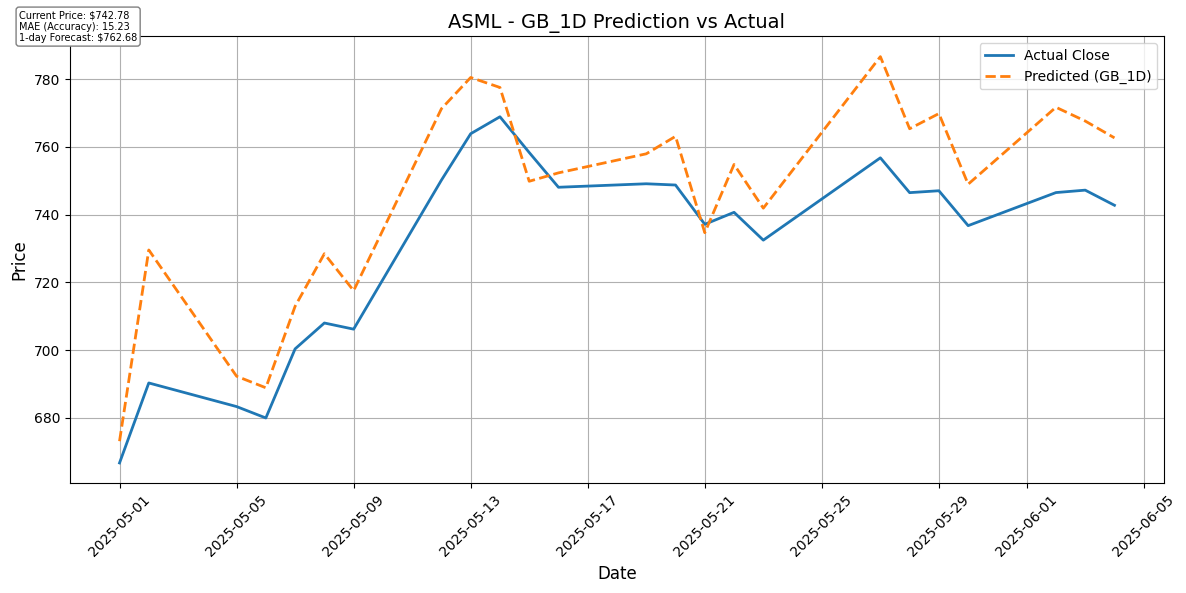 Current Price: $742.78
MAE (Accuracy): 15.23
1-day Forecast: $762.68
ASML - GB_1D Prediction vs Actual
Actual Close
Predicted (GB_1D)
Price
780
760
740
720
700
680
2025-05-01
2025-05-05
2025-05-09
2025-05-13
2025-05-17
2025-05-21
2025-05-25
2025-05-29
2025-06-01
2025-06-05
Date